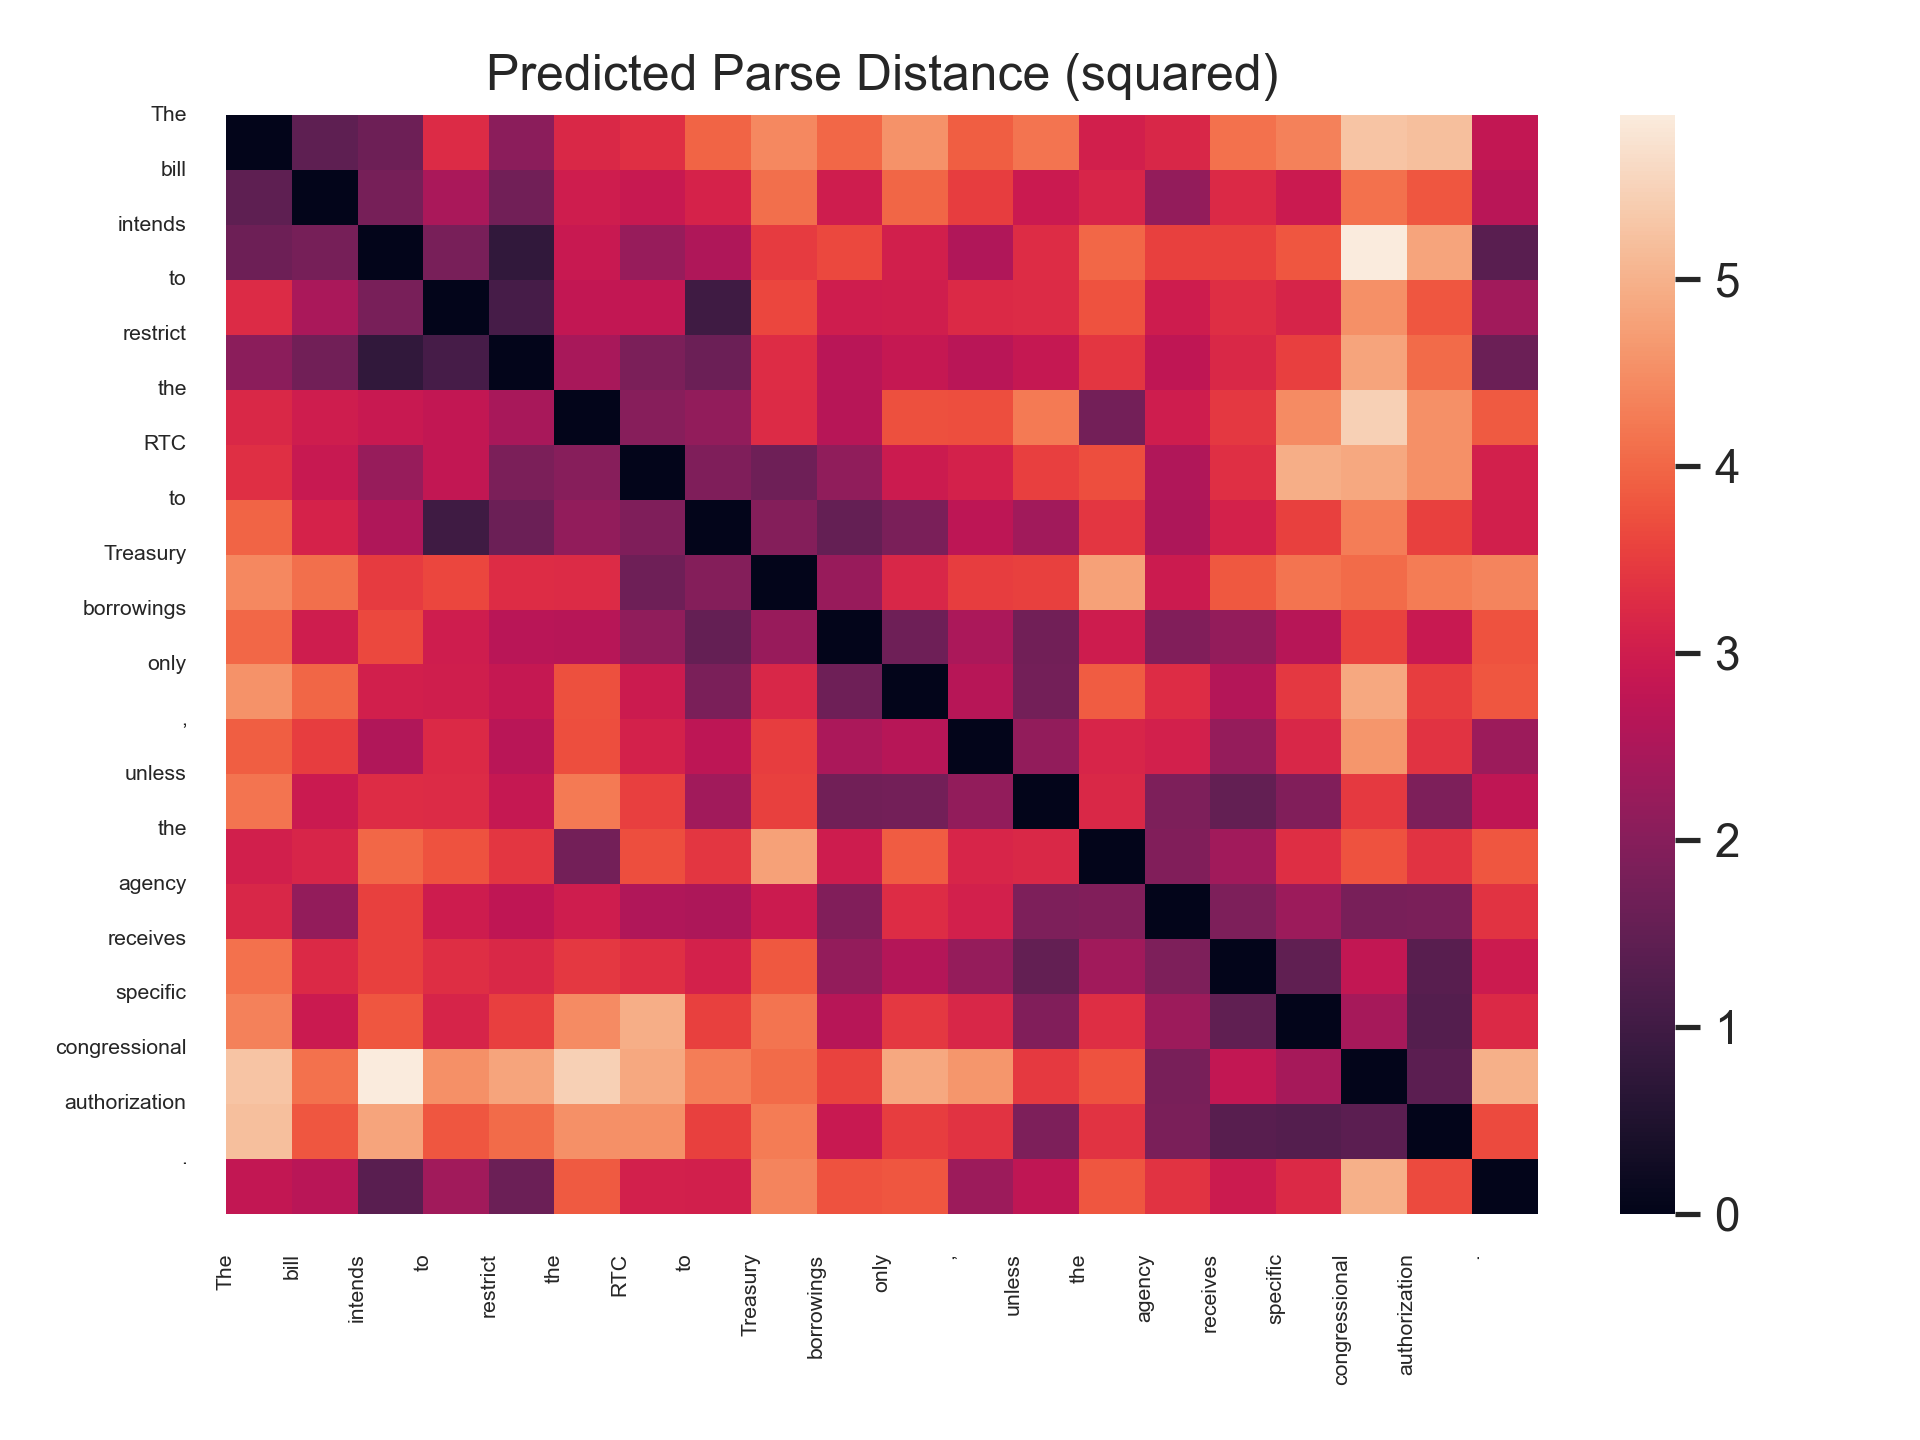 Predicted Parse Distance (squared)
The
bill
intends
to
restrict
the
RTC
to
Treasury
borrowings
only
,
unless
the
agency
receives
specific
congressional
authorization
.
5
4
3
2
1
0
The
bill
intends
to
restrict
the
RTC
to
Treasury
borrowings
only
,
unless
the
agency
receives
specific
congressional
authorization
.